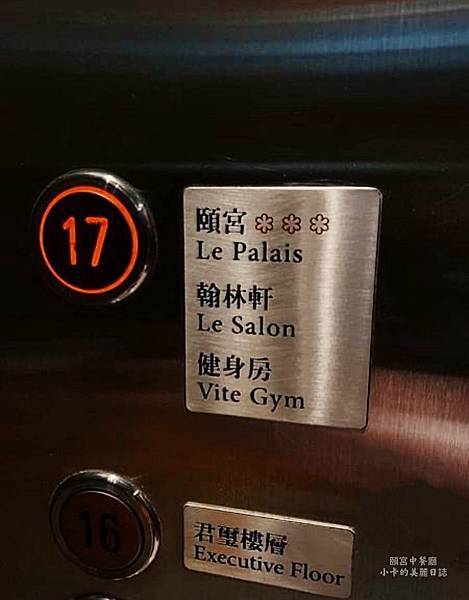 17
頤宮
Le Palais
翰林軒
Le Salon
健身房
Vite Gym
16
君璽樓層
Executive Floor
頤宮中餐廳
小卡的美麗日誌